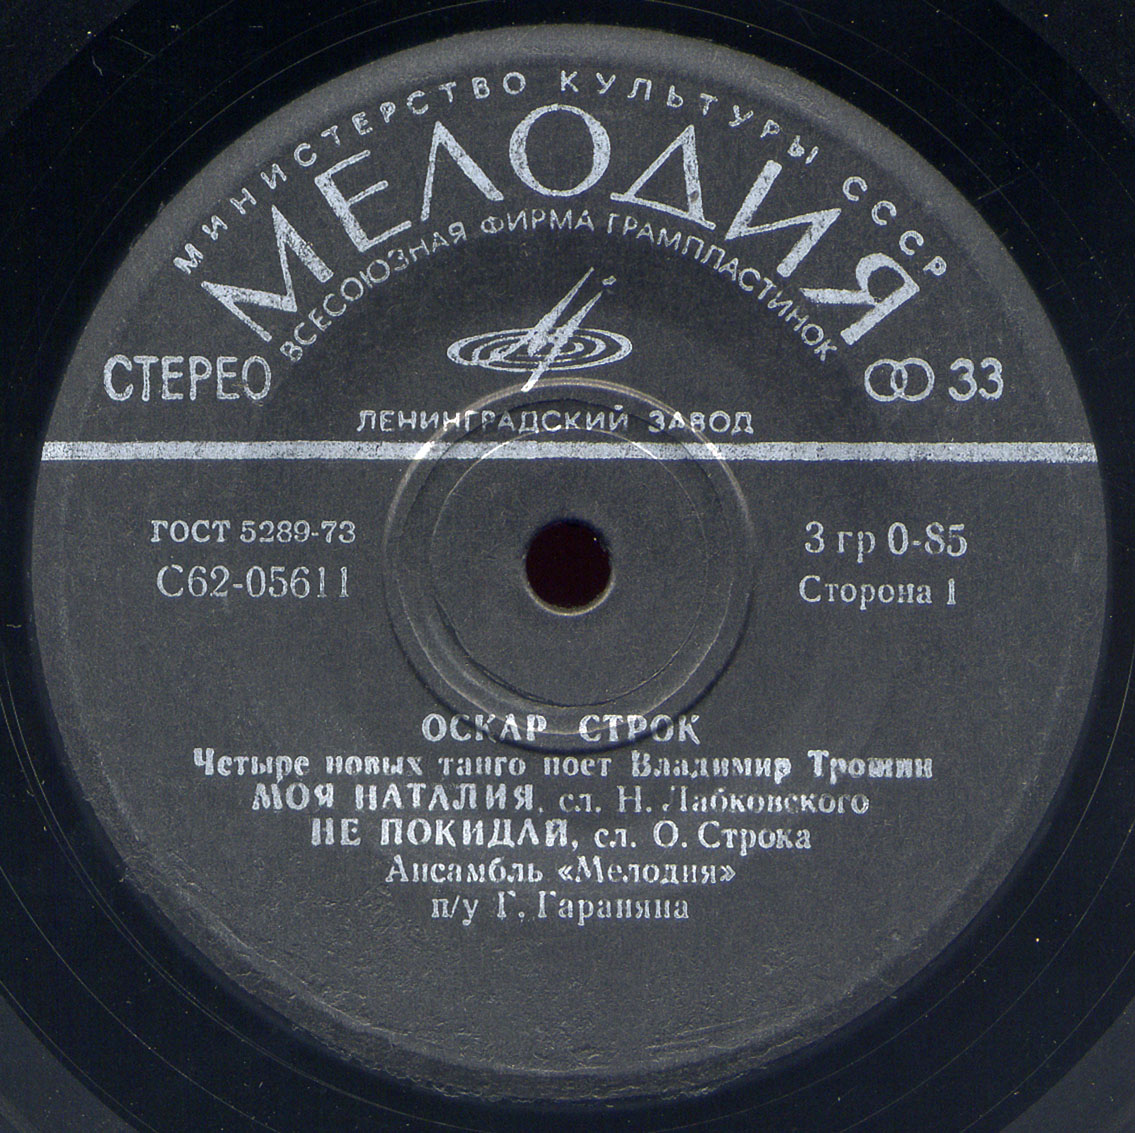 МИНИСТЕРСТВО КУЛЬТУРЫ СССР
МЕЛОДИЯ
ВСЕСОЮЗНАЯ ФИРМА ГРАМПЛАСТИНОК
СТЕРЕО
33
ЛЕНИНГРАДСКИЙ ЗАВОД
ГОСТ 5289-73
3 гр 0-85
С62-05611
Сторона 1
ОСКАР СТРОК
Четыре новых танго поет Владимир Трошин
МОЯ НАТАЛИЯ, сл. Н. Лабковского
НЕ ПОКИДАЙ, сл. О. Строка
Ансамбль «Мелодия»
п/у Г. Гараняна